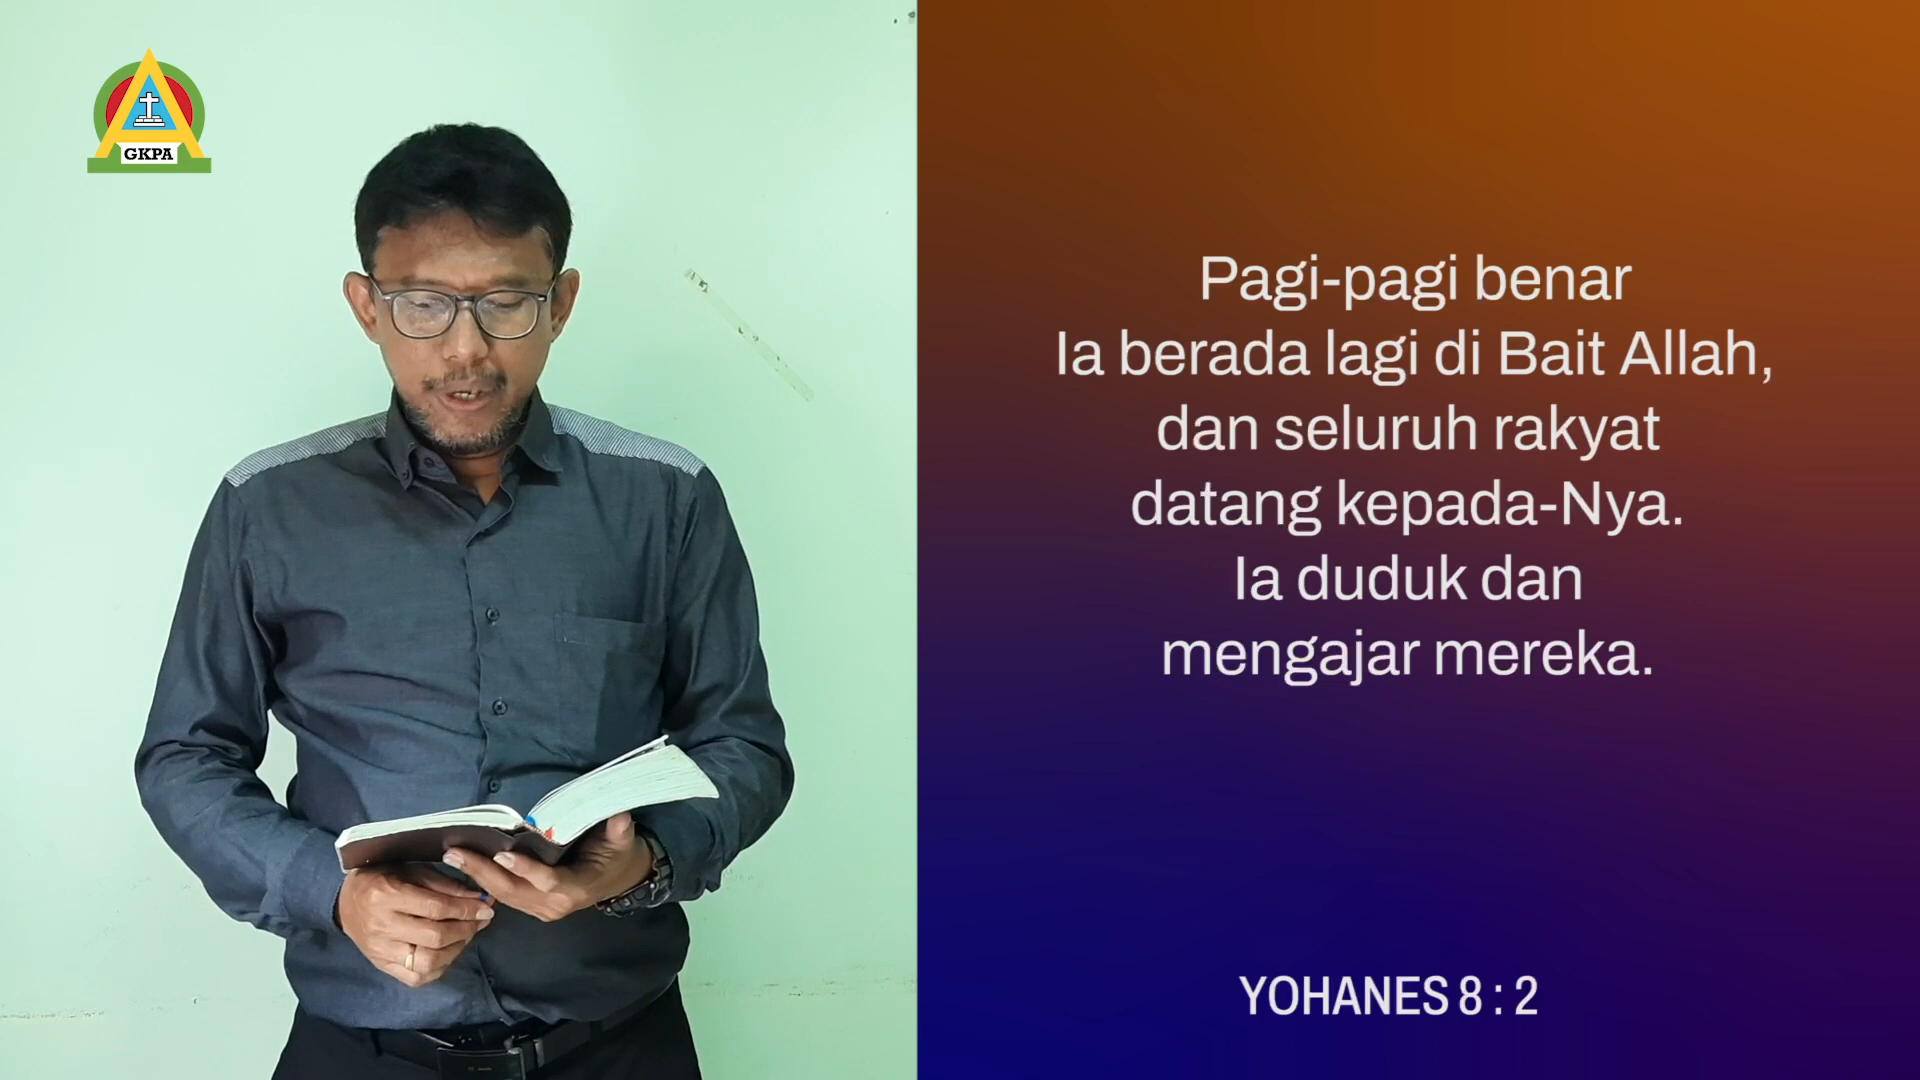 GKPA
Pagi-pagi benar
Ia berada lagi di Bait Allah,
dan seluruh rakyat
datang kepada-Nya.
Ia duduk dan
mengajar mereka.
YOHANES 8 : 2